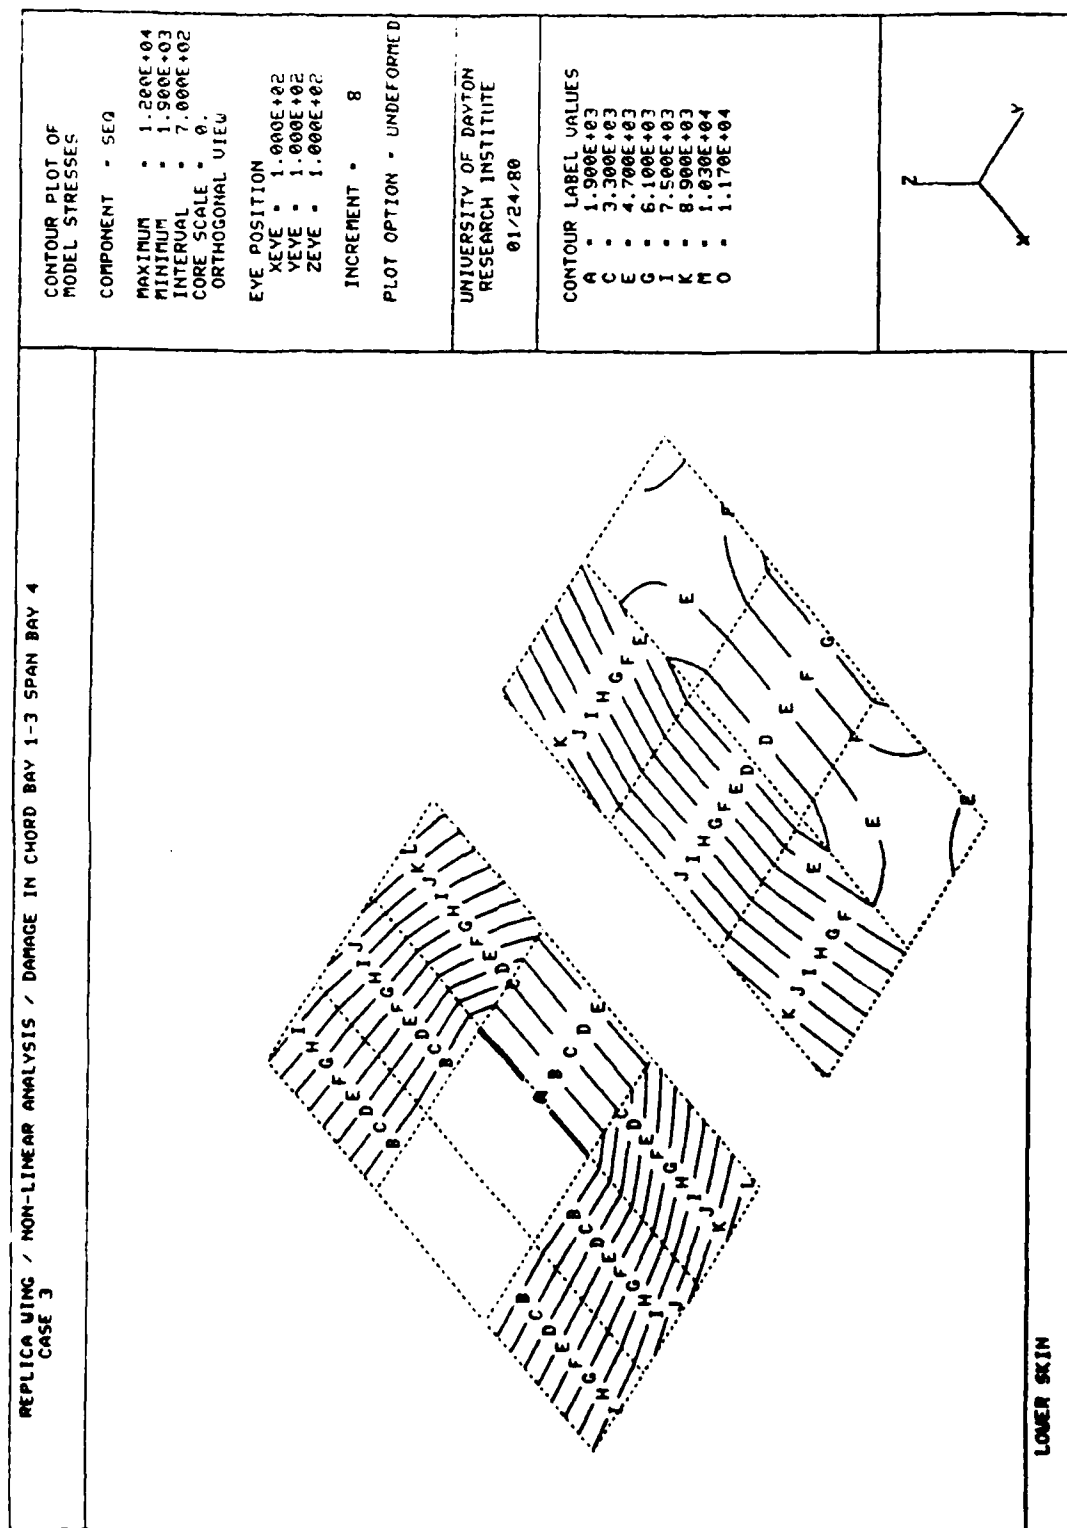 REPLICA WING / NON-LINEAR ANALYSIS / DAMAGE IN CHORD BAY 1-3 SPAN BAY 4
CASE 3
CONTOUR PLOT OF
MODEL STRESSES
COMPONENT - SEQ
MAXIMUM = 1.200E+04
MINIMUM = 1.900E+03
INTERVAL = 7.000E+02
CORE SCALE = 0.
ORTHOGONAL VIEW
EYE POSITION
XEYE = 1.000E+02
YEYE = 1.000E+02
ZEYE = 1.000E+02
INCREMENT = 8
PLOT OPTION - UNDEFORMED
UNIVERSITY OF DAYTON
RESEARCH INSTITUTE
01/24/80
CONTOUR LABEL VALUES
A = 1.900E+03
C = 3.300E+03
E = 4.700E+03
G = 6.100E+03
I = 7.500E+03
K = 8.900E+03
M = 1.030E+04
O = 1.170E+04
Z
X
Y
B C D E F G H I
B C D E F G H I J
C D E F G H I J K L
A B C D E
B C D E F G H I
B C D E F G H I J
C D E F G H I J K L
K J I H G F E E F
J I H G F E D D E F G
K J I H G F E E F
E
LOWER SKIN